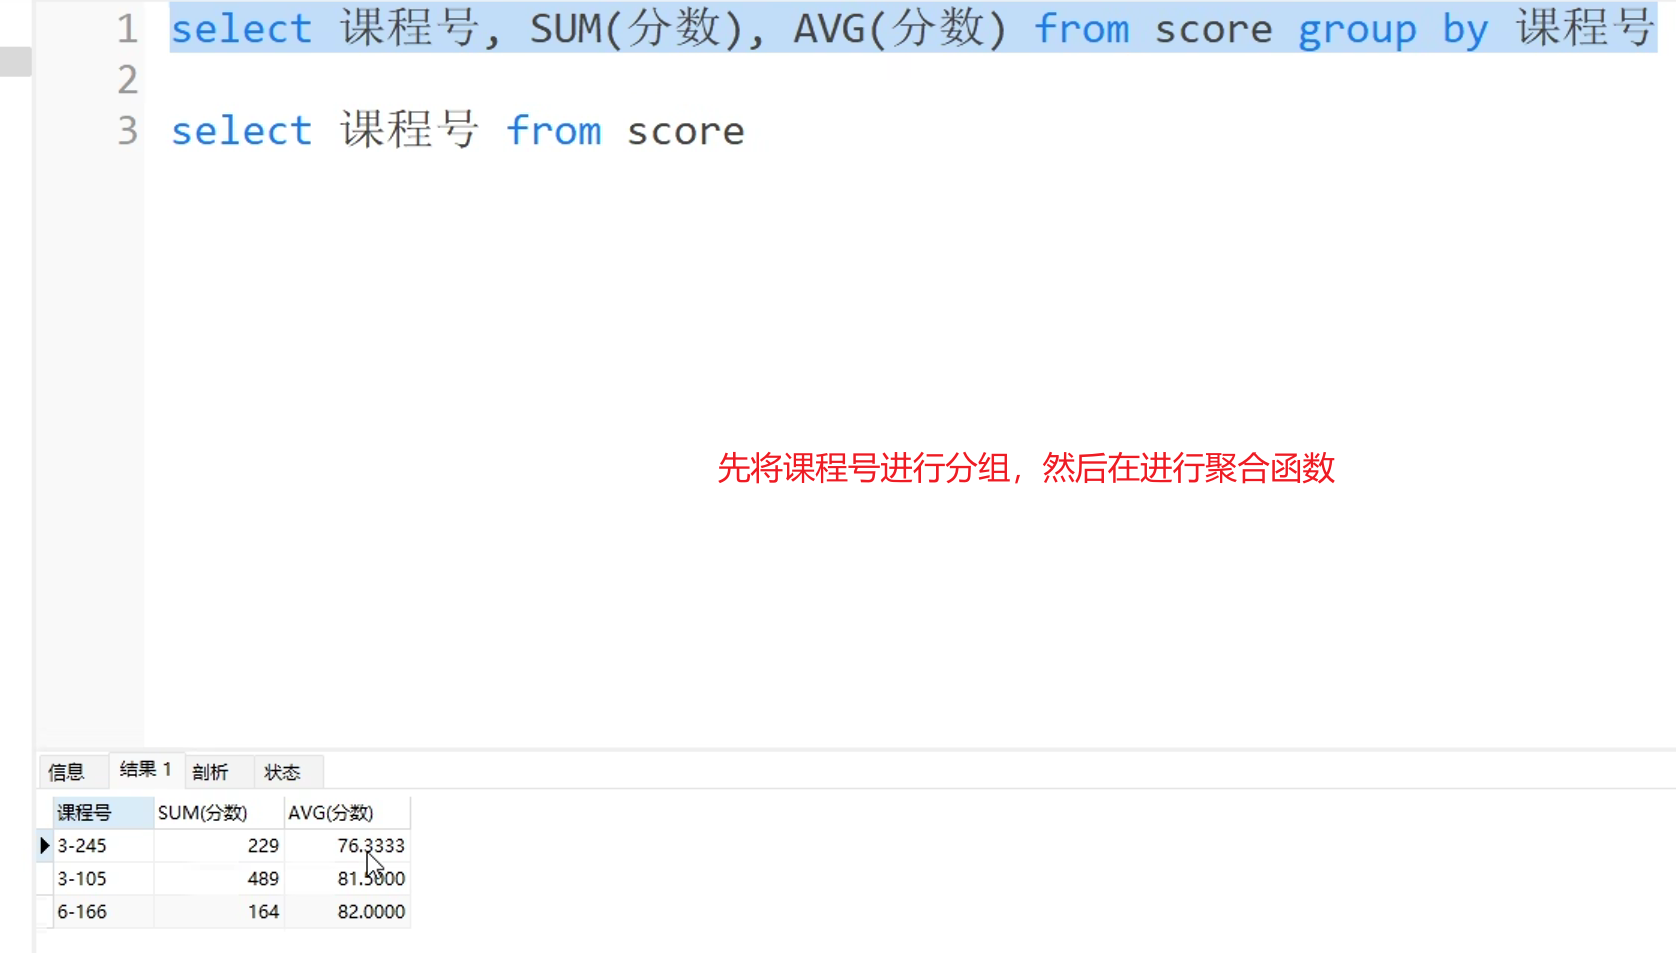 1 select 课程号, SUM(分数), AVG(分数) from score group by 课程号
2
3 select 课程号 from score
先将课程号进行分组，然后在进行聚合函数
信息 结果 1 剖析 状态
课程号 SUM(分数) AVG(分数)
3-245 229 76.3333
3-105 489 81.5000
6-166 164 82.0000